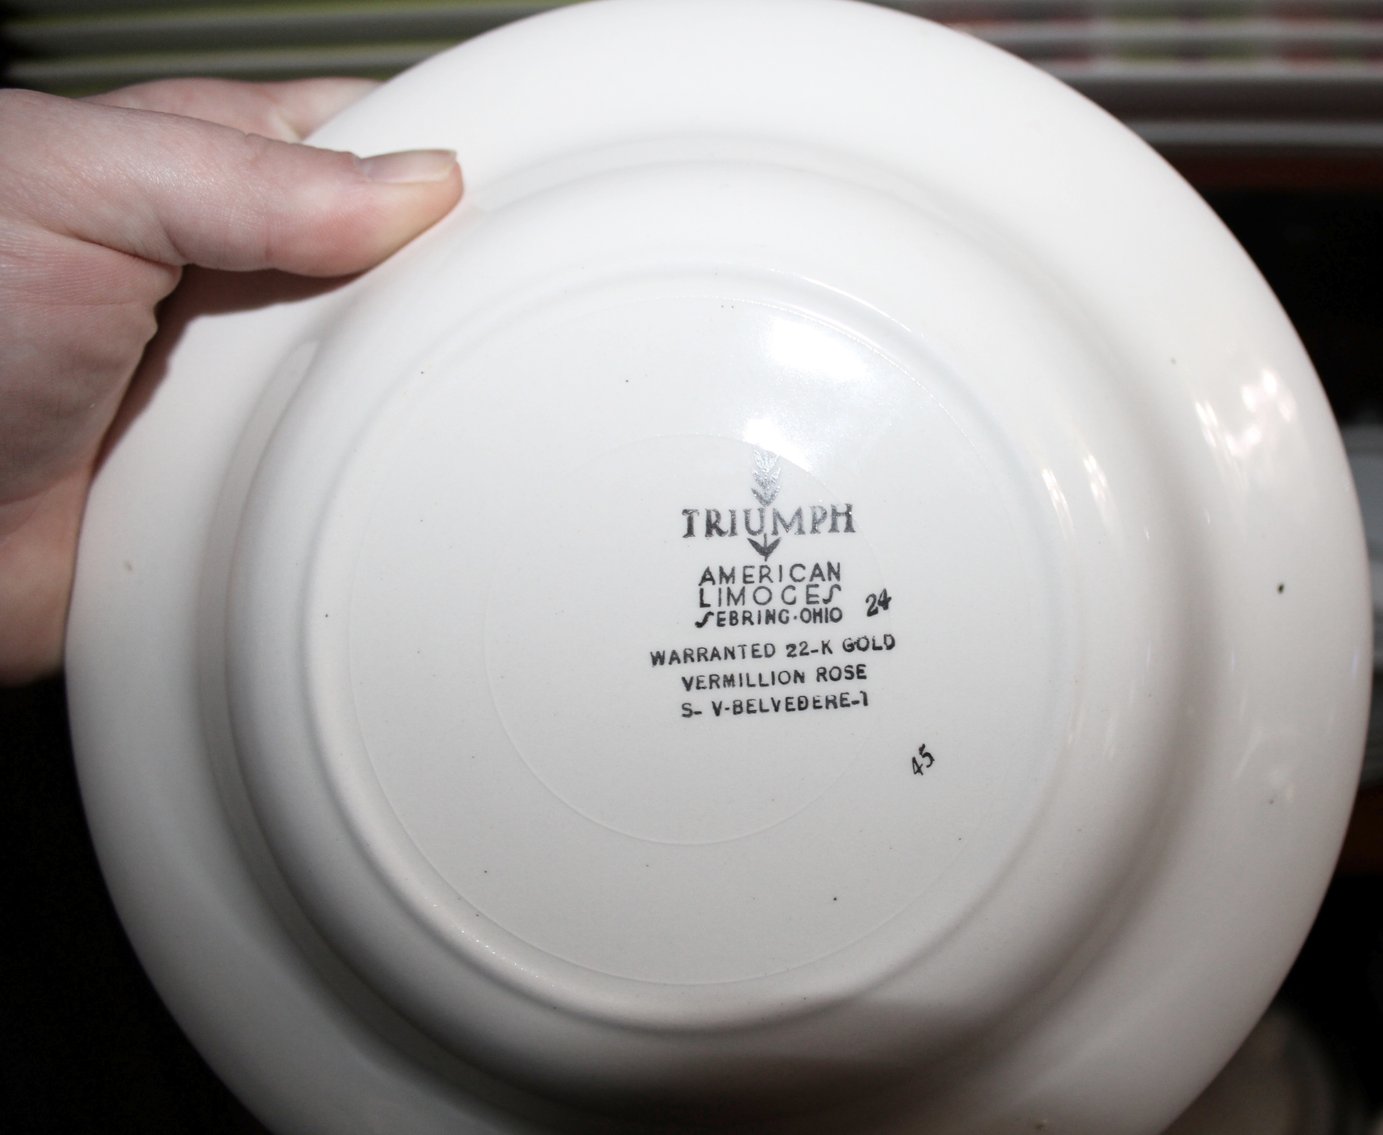 TRIUMPH
AMERICAN
LIMOGES
SEBRING·OHIO 24
WARRANTED 22-K GOLD
VERMILLION ROSE
S- V-BELVEDERE-1
45